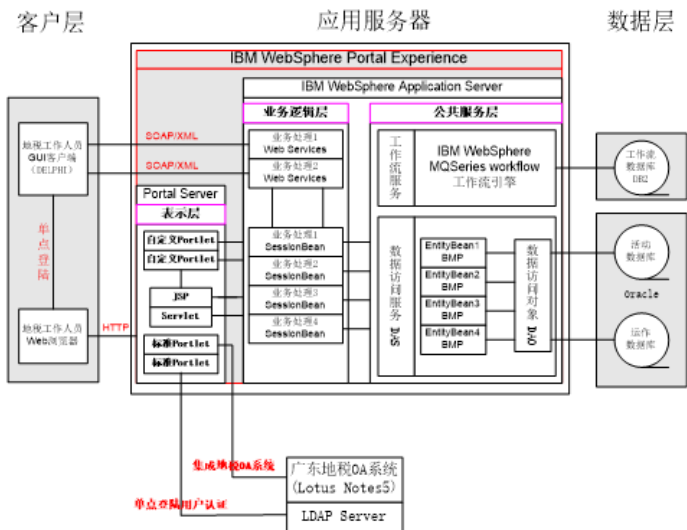 客户层
应用服务器
数据层
IBM WebSphere Portal Experience
IBM WebSphere Application Server
业务逻辑层
公共服务层
地税工作人员
GUI客户端
(DELPHI)
SOAP/XML
SOAP/XML
业务处理1
Web Services
业务处理2
Web Services
工作流服务
IBM WebSphere
MQSeries workflow
工作流引擎
工作流
数据库
DB2
单点登陆
Portal Server
表示层
自定义Portlet
自定义Portlet
JSP
Servlet
标准Portlet
标准Portlet
业务处理1
SessionBean
业务处理2
SessionBean
业务处理3
SessionBean
业务处理4
SessionBean
数据访问服务 DAS
EntityBean1
BMP
EntityBean2
BMP
EntityBean3
BMP
EntityBean4
BMP
数据访问对象 DAO
活动
数据库
Oracle
运作
数据库
地税工作人员
Web浏览器
HTTP
集成地税OA系统
广东地税OA系统
(Lotus Notes5)
单点登陆用户认证
LDAP Server